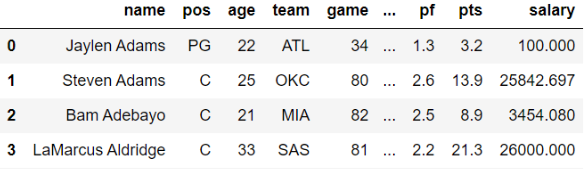 name pos age team game ... pf pts salary
0 Jaylen Adams PG 22 ATL 34 ... 1.3 3.2 100.000
1 Steven Adams C 25 OKC 80 ... 2.6 13.9 25842.697
2 Bam Adebayo C 21 MIA 82 ... 2.5 8.9 3454.080
3 LaMarcus Aldridge C 33 SAS 81 ... 2.2 21.3 26000.000